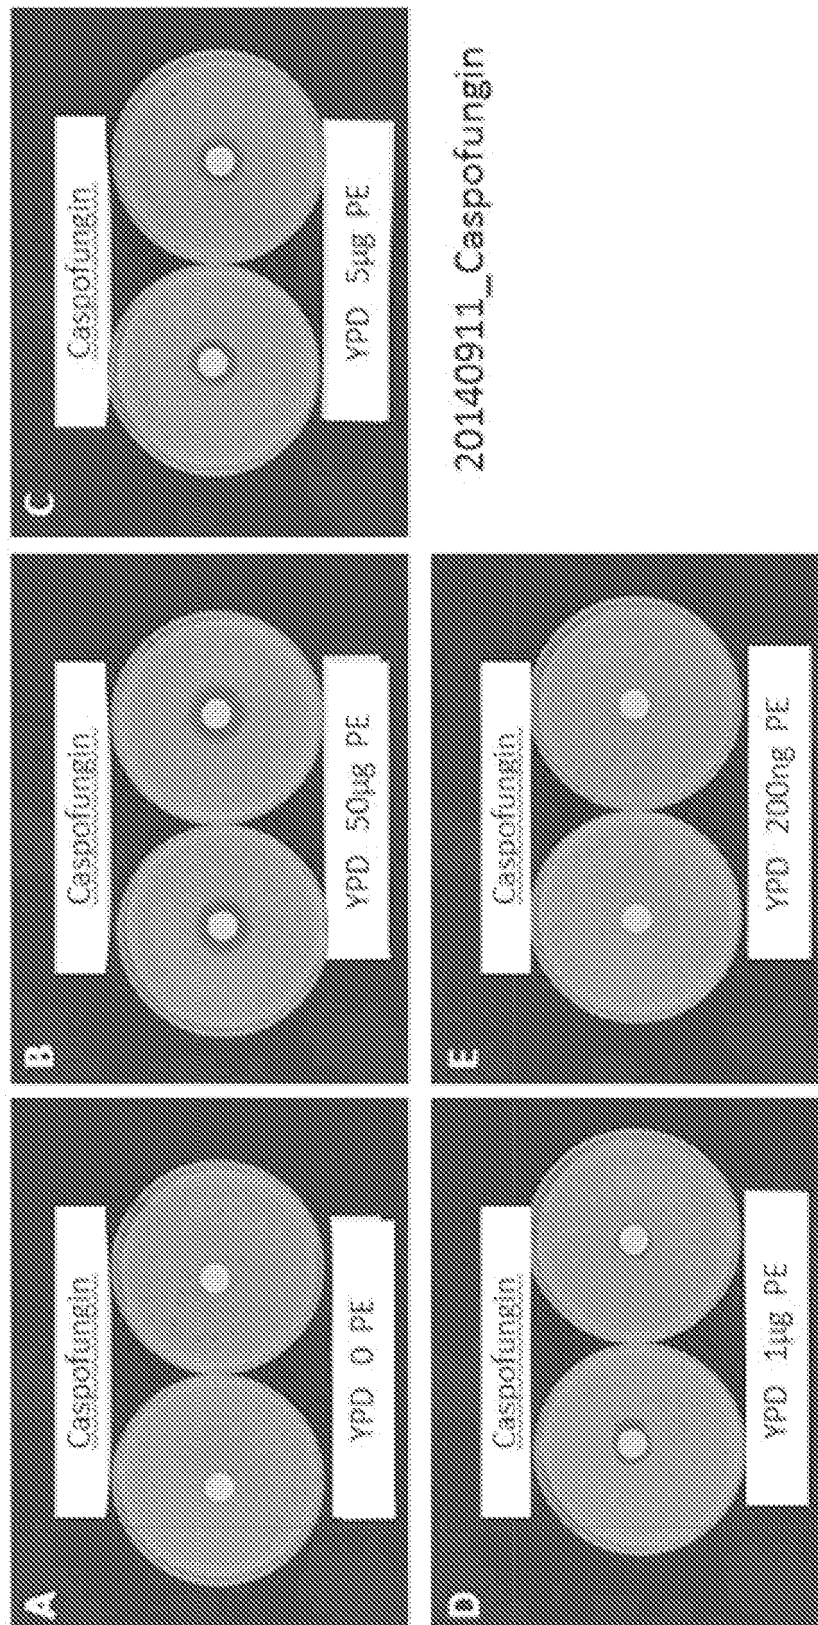 A
Caspofungin
YPD 0 PE
B
Caspofungin
YPD 50µg PE
C
Caspofungin
YPD 5µg PE
D
Caspofungin
YPD 1µg PE
E
Caspofungin
YPD 200ng PE
20140911_Caspofungin